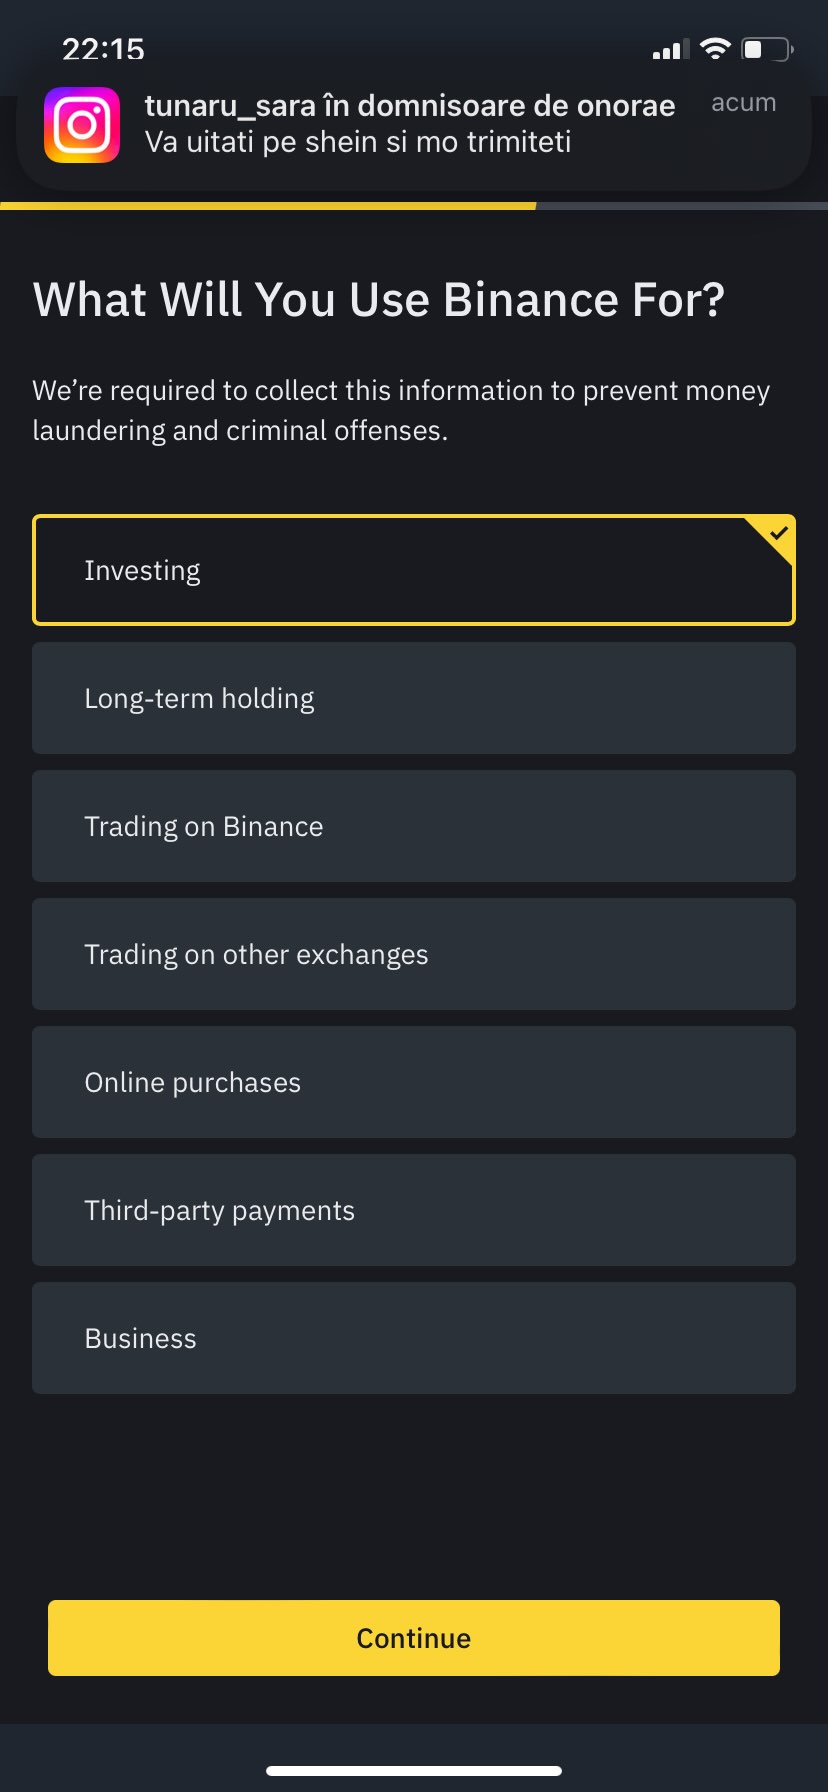 22:15
tunaru_sara în domnisoare de onorae
acum
Va uitati pe shein si mo trimiteti
What Will You Use Binance For?
We’re required to collect this information to prevent money
laundering and criminal offenses.
Investing
Long-term holding
Trading on Binance
Trading on other exchanges
Online purchases
Third-party payments
Business
Continue